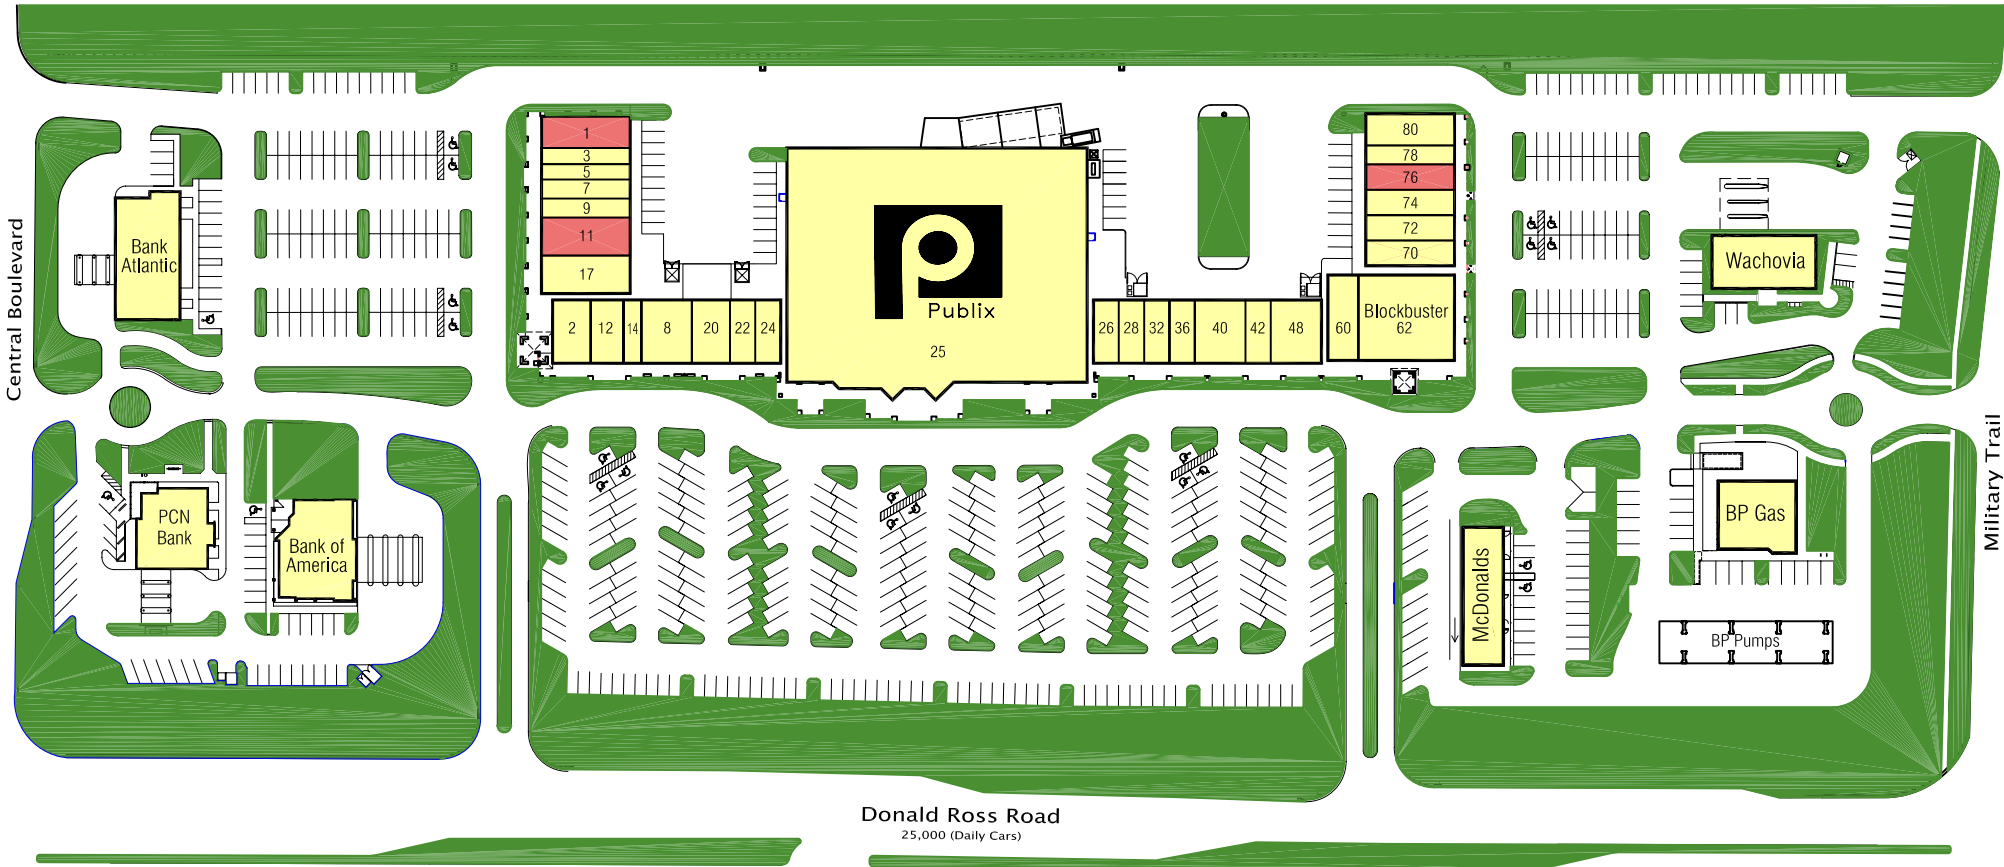 1
3
5
7
9
11
17
2
12
14
8
20
22
24
Publix
25
26
28
32
36
40
42
48
60
Blockbuster
62
80
78
76
74
72
70
Bank
Atlantic
Wachovia
Central Boulevard
PCN
Bank
Bank of
America
McDonalds
BP Gas
BP Pumps
Military Trail
Donald Ross Road
25,000 (Daily Cars)